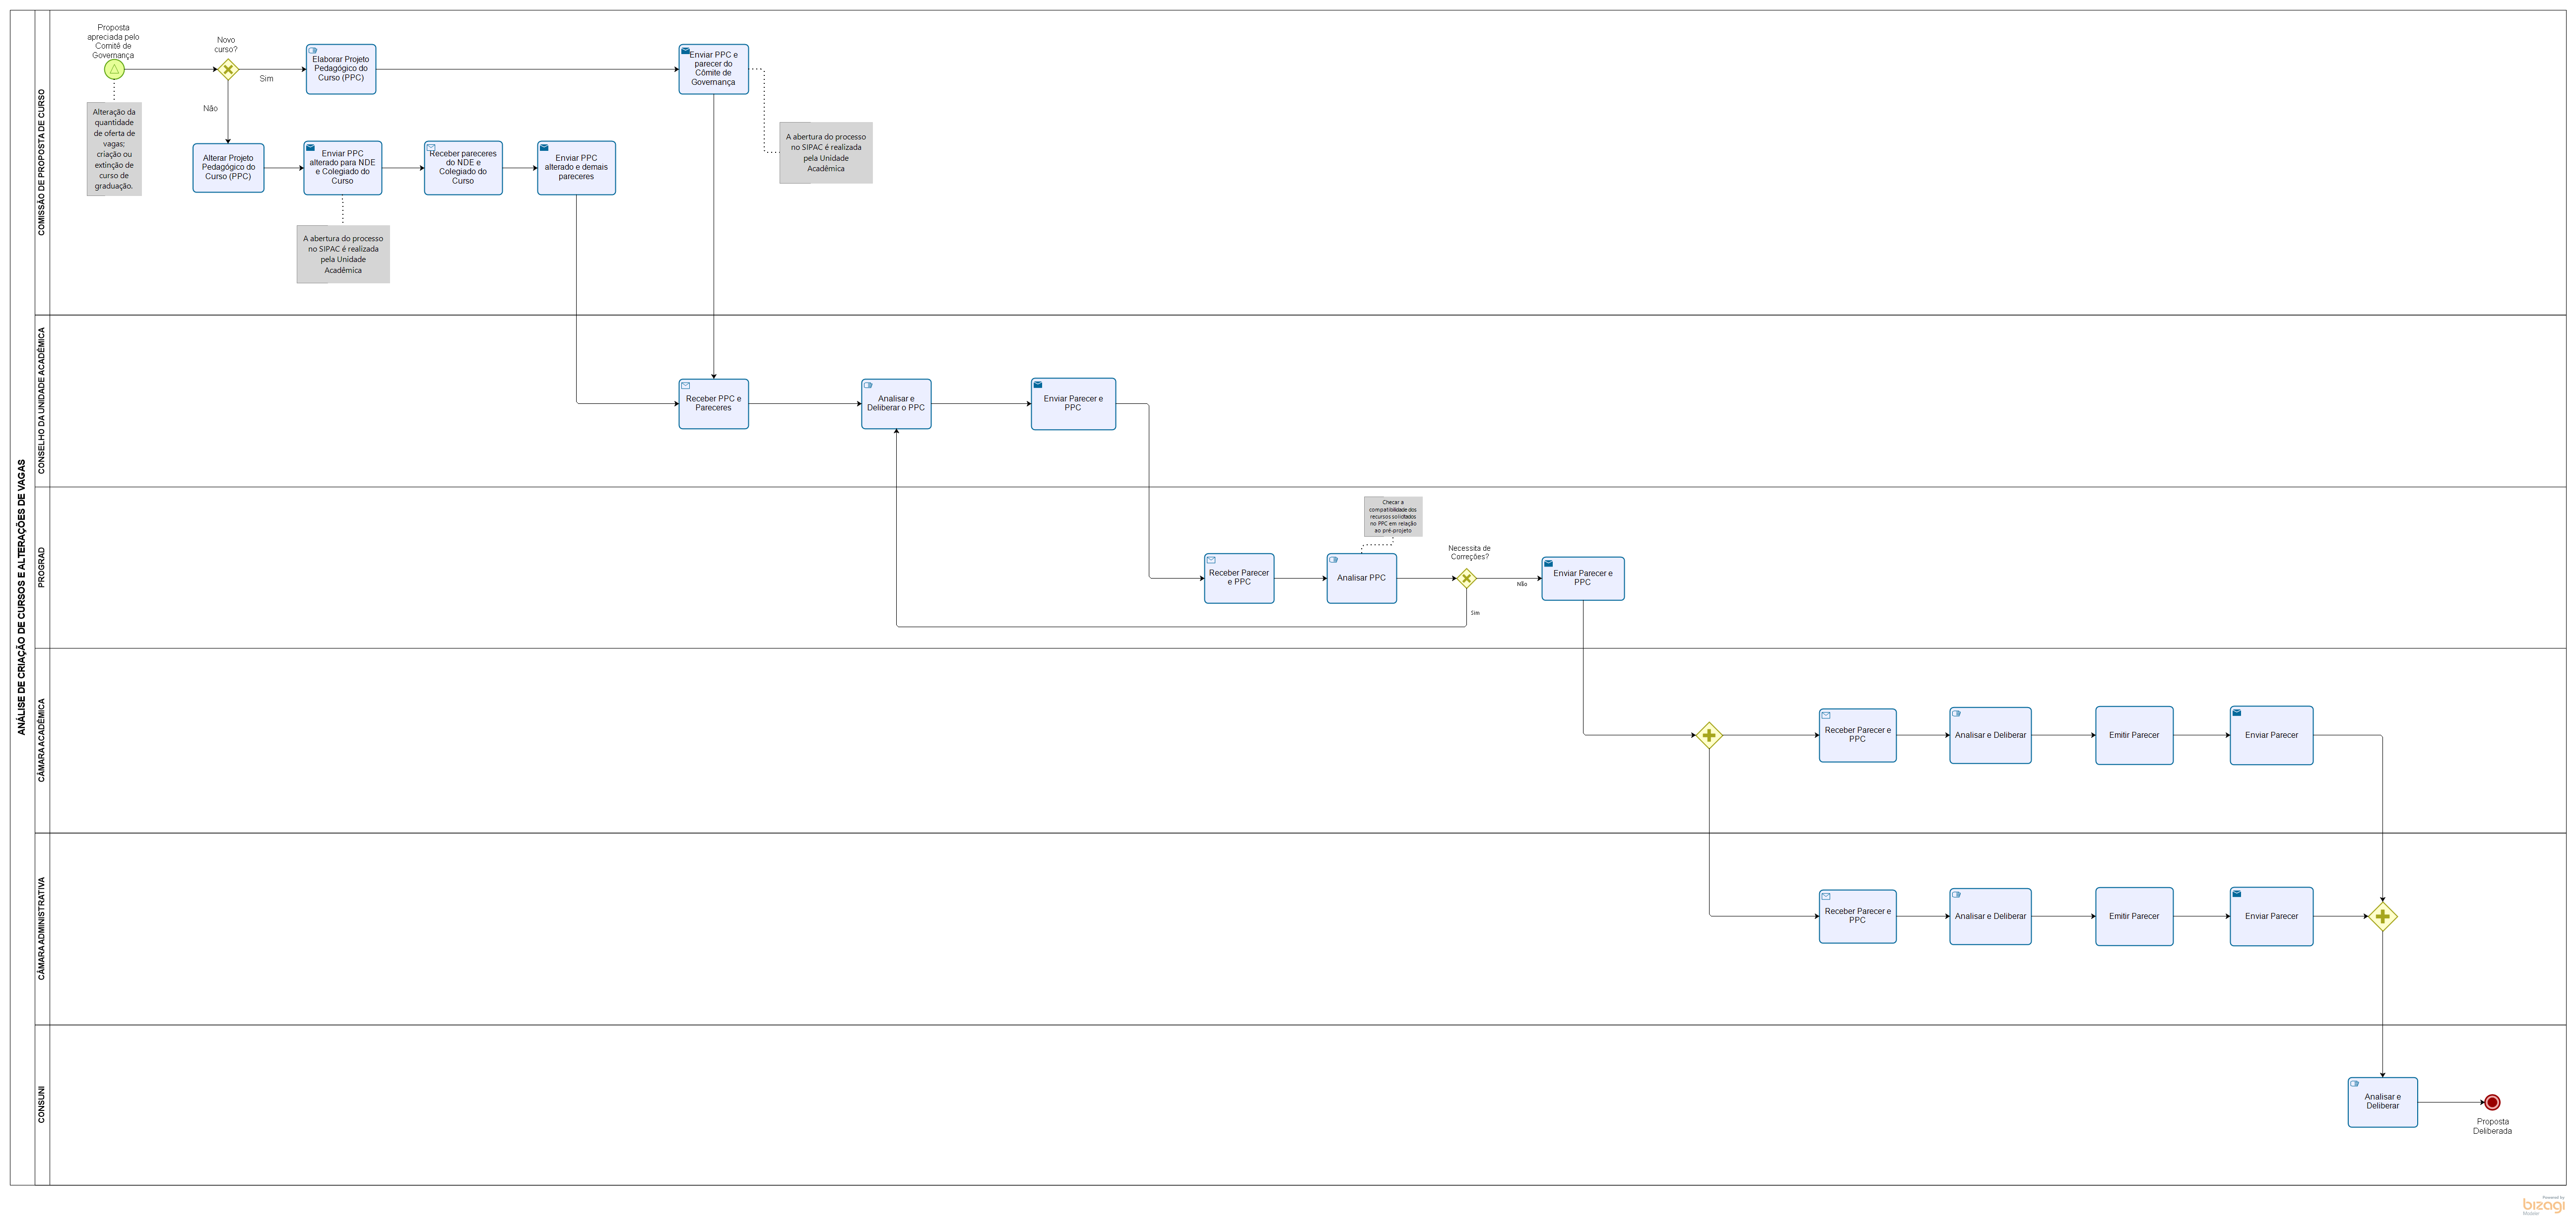 ANÁLISE DE CRIAÇÃO DE CURSOS E ALTERAÇÕES DE VAGAS
COMISSÃO DE PROPOSTA DE CURSO
Proposta
apreciada pelo
Comitê de
Governança
Novo
curso?
Sim
Não
Elaborar Projeto
Pedagógico do
Curso (PPC)
Enviar PPC e
parecer do
Cômite de
Governança
Alteração da
quantidade
de oferta de
vagas;
criação ou
extinção de
curso de
graduação.
A abertura do processo
no SIPAC é realizada
pela Unidade
Acadêmica
Alterar Projeto
Pedagógico do
Curso (PPC)
Enviar PPC
alterado para NDE
e Colegiado do
Curso
Receber pareceres
do NDE e
Colegiado do
Curso
Enviar PPC
alterado e demais
pareceres
A abertura do processo
no SIPAC é realizada
pela Unidade
Acadêmica
CONSELHO DA UNIDADE ACADÊMICA
Receber PPC e
Pareceres
Analisar e
Deliberar o PPC
Enviar Parecer e
PPC
PROGRAD
Checar a
compatibilidade dos
recursos solicitados
no PPC em relação
ao pré-projeto
Receber Parecer
e PPC
Analisar PPC
Necessita de
Correções?
Não
Sim
Enviar Parecer e
PPC
CÂMARA ACADÊMICA
Receber Parecer e
PPC
Analisar e Deliberar
Emitir Parecer
Enviar Parecer
CÂMARA ADMINISTRATIVA
Receber Parecer e
PPC
Analisar e Deliberar
Emitir Parecer
Enviar Parecer
CONSUNI
Analisar e
Deliberar
Proposta
Deliberada
Powered by
bizagi
Modeler